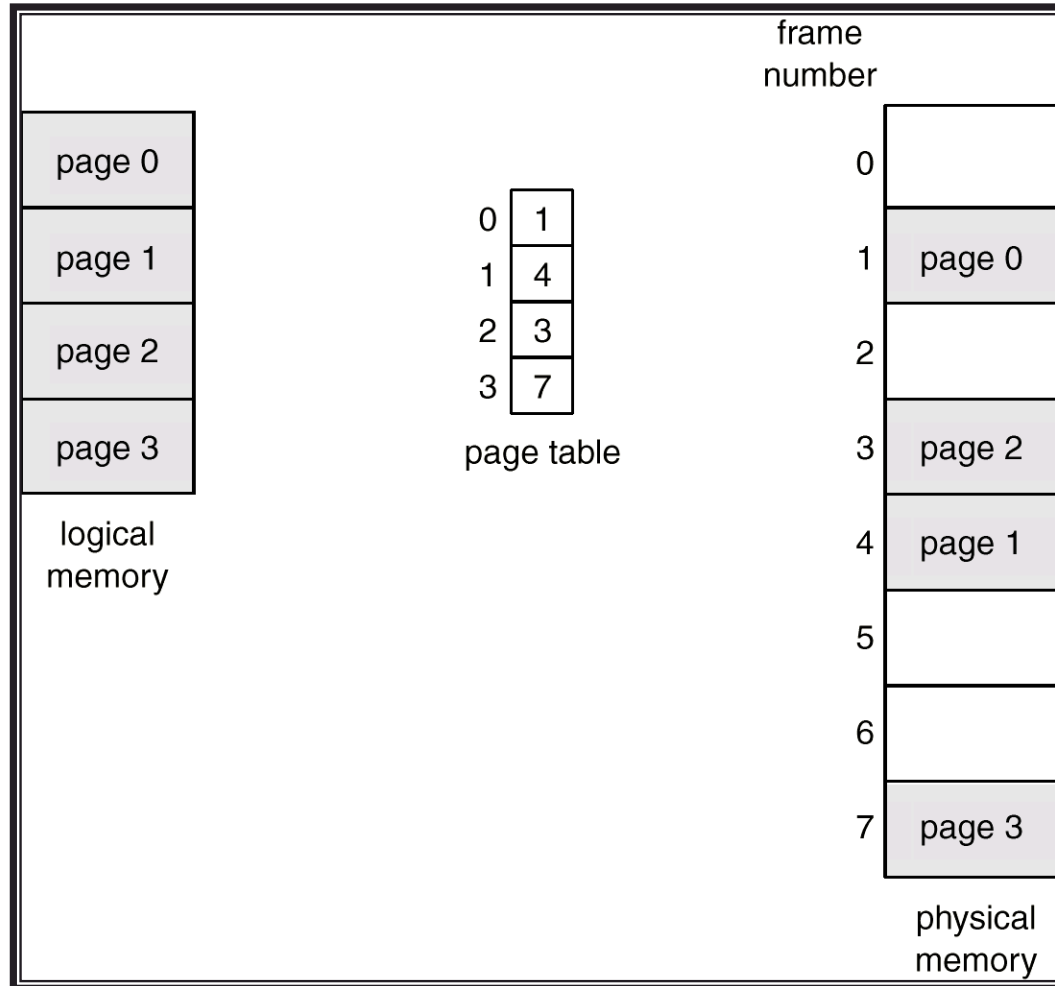 page 0
page 1
page 2
page 3
logical
memory
0 1
1 4
2 3
3 7
page table
frame
number
0
1 page 0
2
3 page 2
4 page 1
5
6
7 page 3
physical
memory